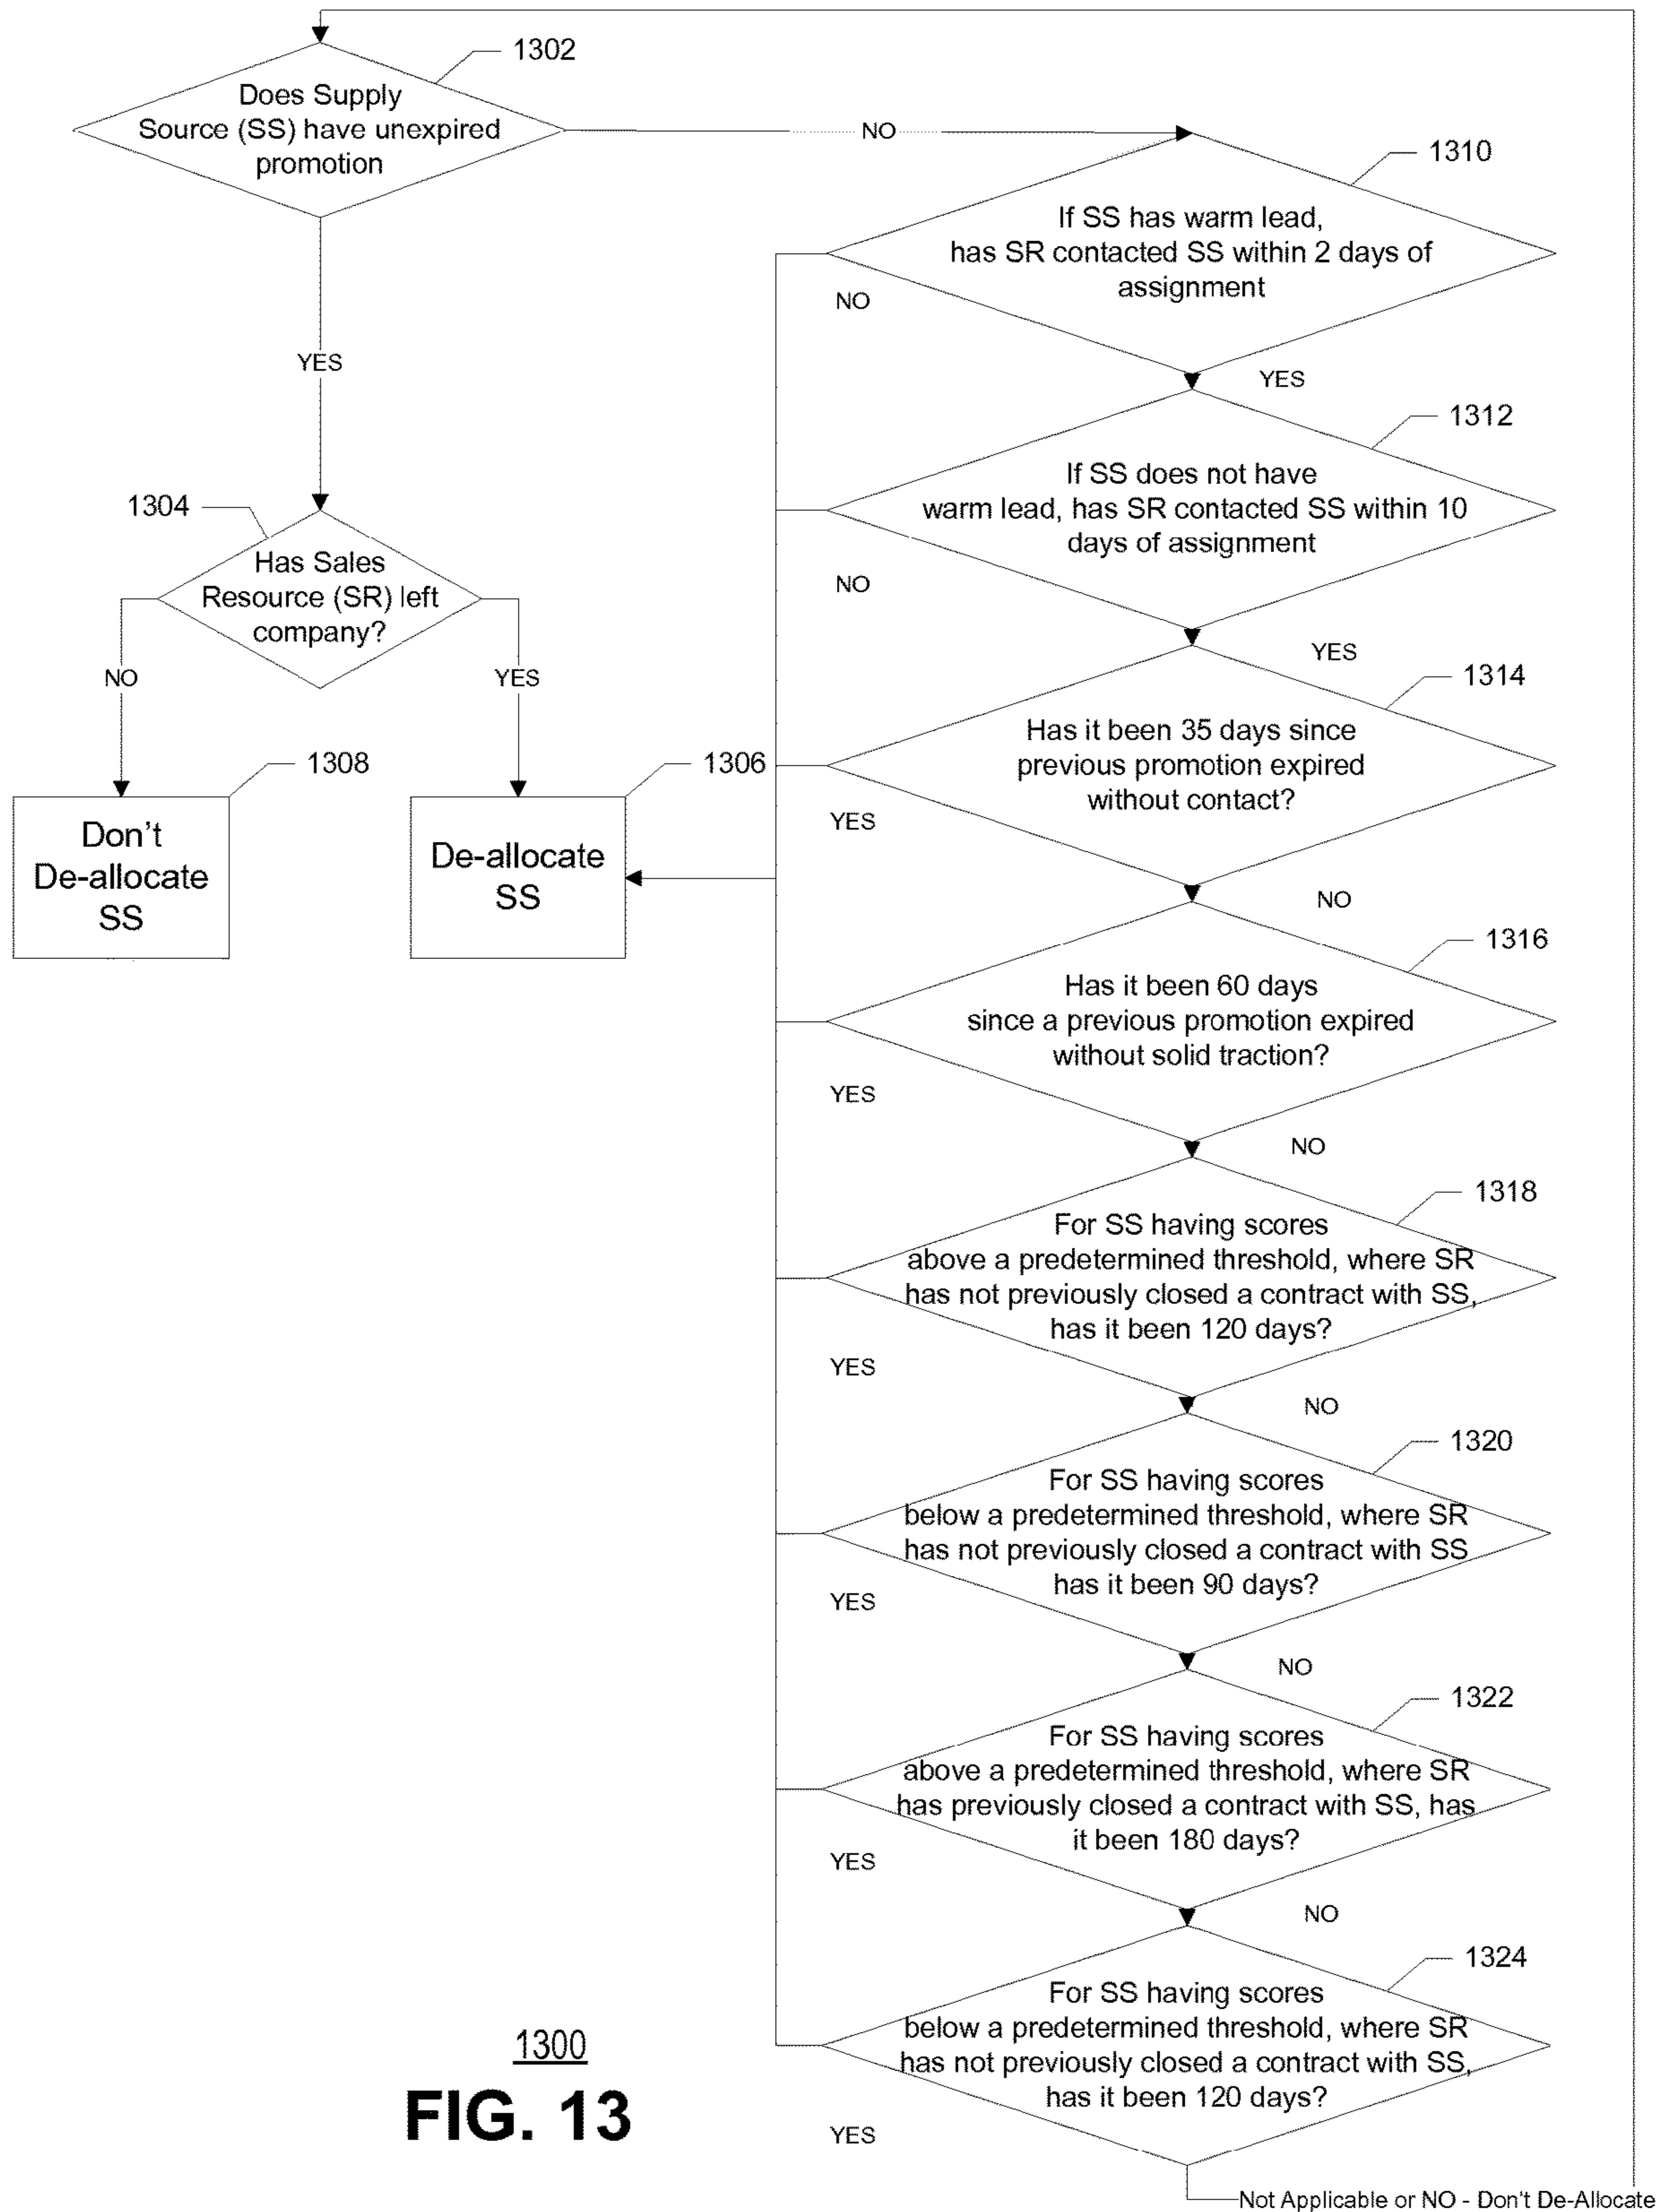 1302
Does Supply
Source (SS) have unexpired
promotion
NO
YES
1304
Has Sales
Resource (SR) left
company?
NO
YES
1308
Don't
De-allocate
SS
1306
De-allocate
SS
1310
If SS has warm lead,
has SR contacted SS within 2 days of
assignment
NO
YES
1312
If SS does not have
warm lead, has SR contacted SS within 10
days of assignment
NO
YES
1314
Has it been 35 days since
previous promotion expired
without contact?
YES
NO
1316
Has it been 60 days
since a previous promotion expired
without solid traction?
YES
NO
1318
For SS having scores
above a predetermined threshold, where SR
has not previously closed a contract with SS,
has it been 120 days?
YES
NO
1320
For SS having scores
below a predetermined threshold, where SR
has not previously closed a contract with SS
has it been 90 days?
YES
NO
1322
For SS having scores
above a predetermined threshold, where SR
has previously closed a contract with SS, has
it been 180 days?
YES
NO
1324
For SS having scores
below a predetermined threshold, where SR
has not previously closed a contract with SS,
has it been 120 days?
YES
Not Applicable or NO - Don't De-Allocate
1300
FIG. 13